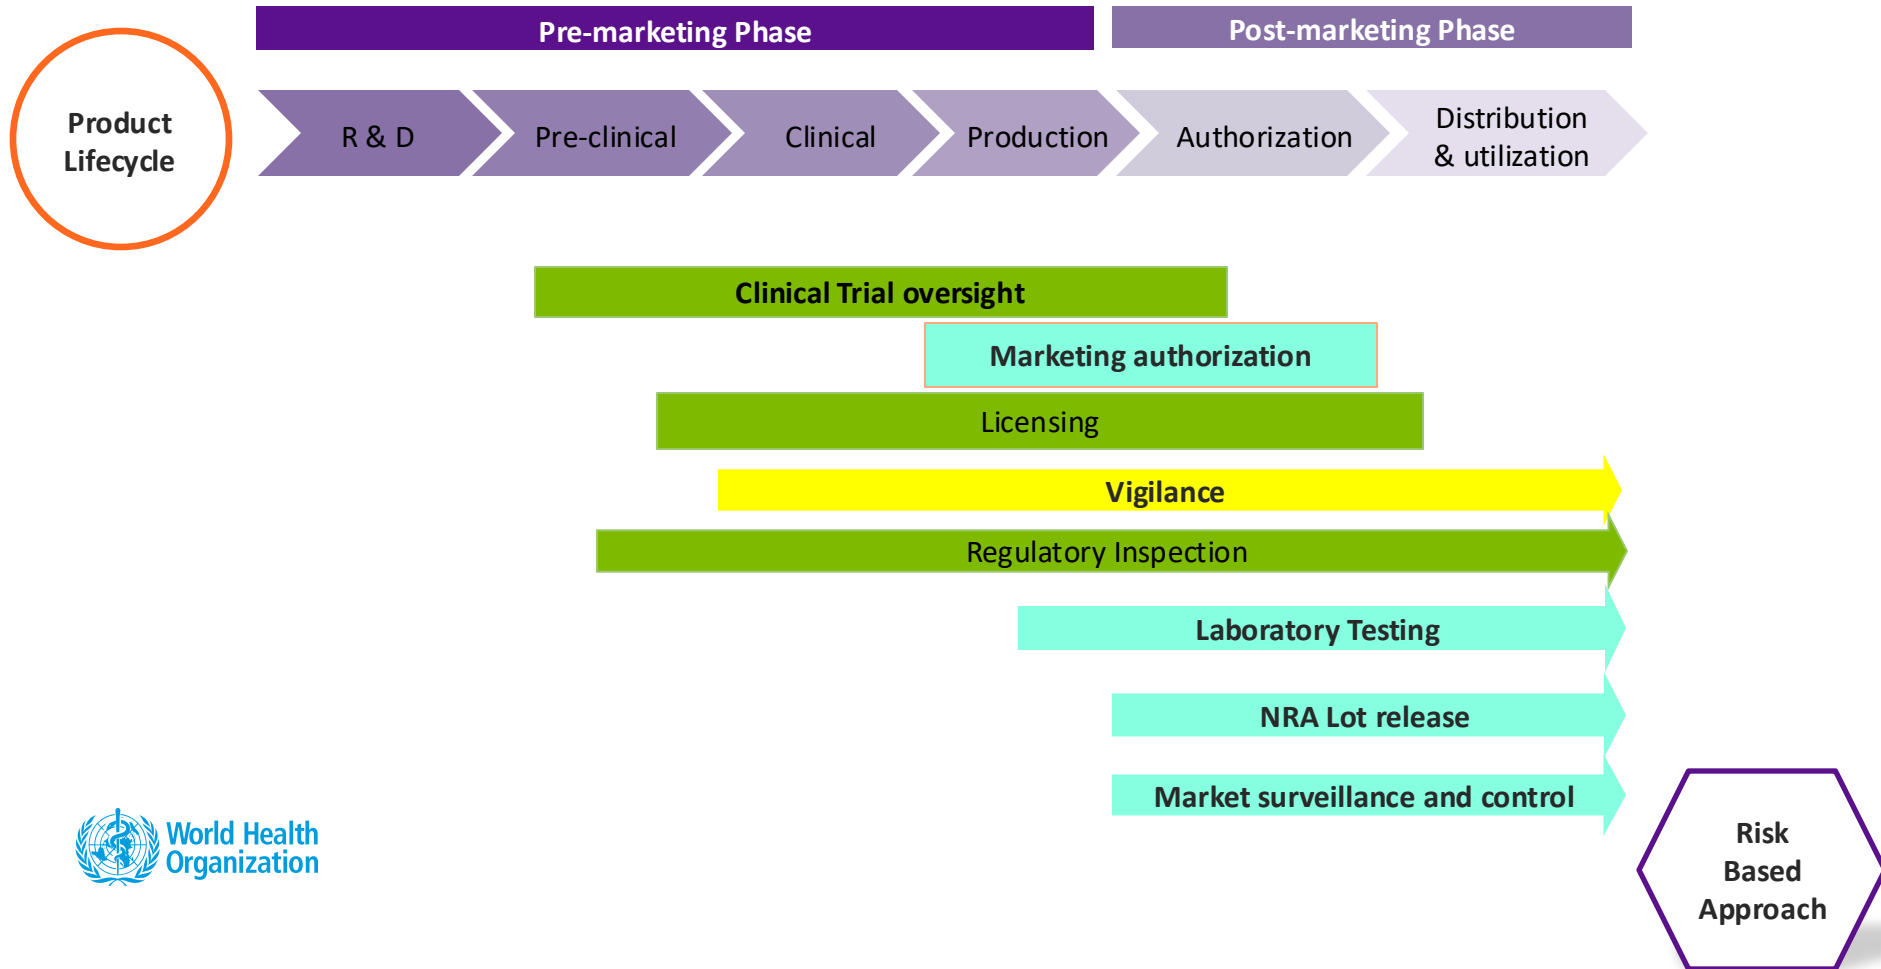 Pre-marketing Phase
Post-marketing Phase
Product
Lifecycle
R & D
Pre-clinical
Clinical
Production
Authorization
Distribution
& utilization
Clinical Trial oversight
Marketing authorization
Licensing
Vigilance
Regulatory Inspection
Laboratory Testing
NRA Lot release
Market surveillance and control
World Health
Organization
Risk
Based
Approach